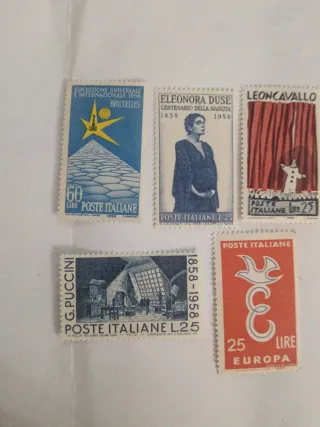 ESPOSIZIONE UNIVERSALE
E INTERNAZIONALE 1958
BRUXELLES
60
LIRE
POSTE ITALIANE
ELEONORA DUSE
CENTENARIO DELLA NASCITA
1858 1958
POSTE ITALIANE L.25
LEONCAVALLO
POSTE
ITALIANE LIRE 25
G. PUCCINI
1858-1958
POSTE ITALIANE L.25
POSTE ITALIANE
25 LIRE
EUROPA